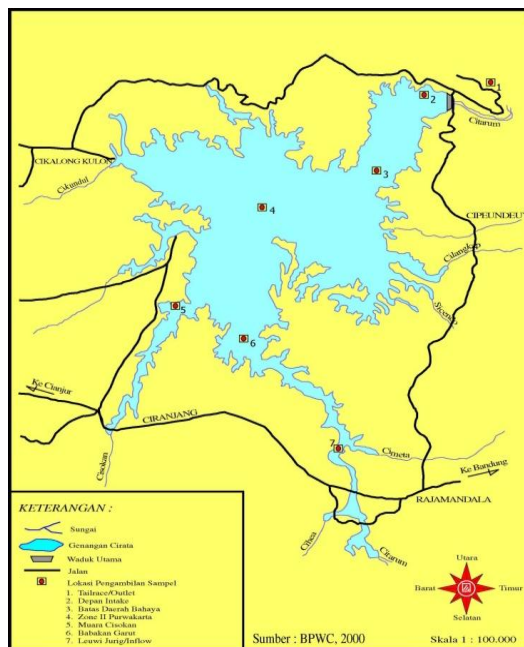 1
2
Citarum
3
CIKALONG KULON
Cikundul
4
CIPEUNDEUY
Cilangkap
Sicendo
5
6
Ke Cianjur
CIRANJANG
7
Cimeta
Cisokan
Ke Bandung
RAJAMANDALA
Cihea
Citarum
KETERANGAN :
Sungai
Genangan Cirata
Waduk Utama
Jalan
Lokasi Pengambilan Sampel
1. Tailrace/Outlet
2. Depan Intake
3. Batas Daerah Bahaya
4. Zone II Purwakarta
5. Muara Cisokan
6. Babakan Garut
7. Leuwi Jurig/Inflow
Utara
Barat
Timur
Selatan
Sumber : BPWC, 2000
Skala 1 : 100.000